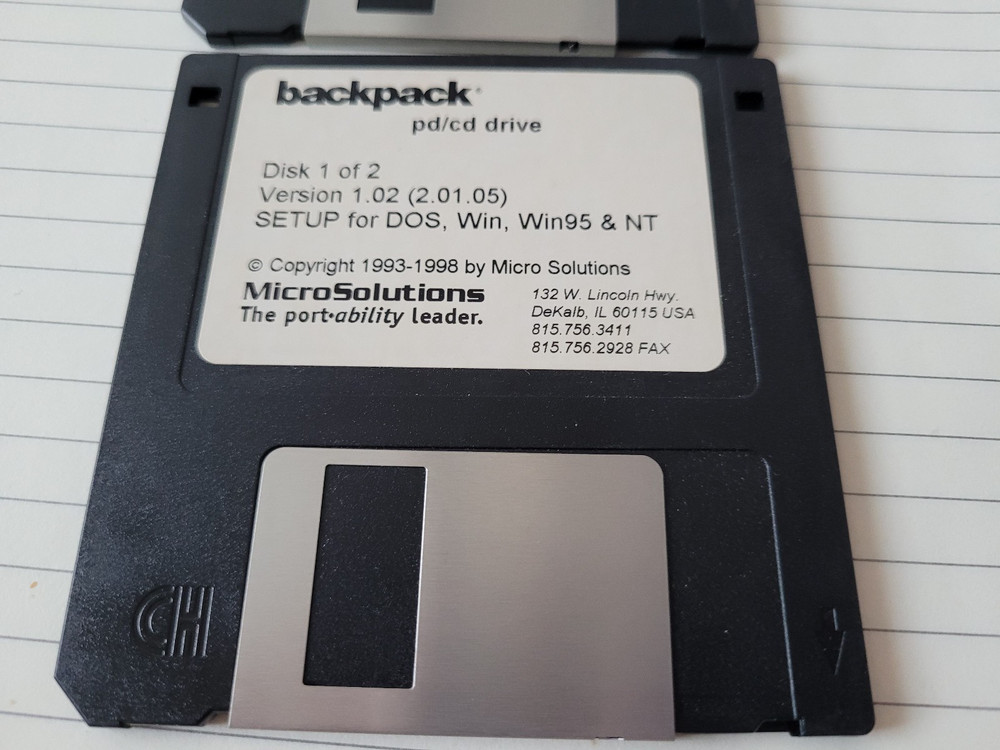 backpack
pd/cd drive
Disk 1 of 2
Version 1.02 (2.01.05)
SETUP for DOS, Win, Win95 & NT
© Copyright 1993-1998 by Micro Solutions
MicroSolutions
The port•ability leader.
132 W. Lincoln Hwy.
DeKalb, IL 60115 USA
815.756.3411
815.756.2928 FAX